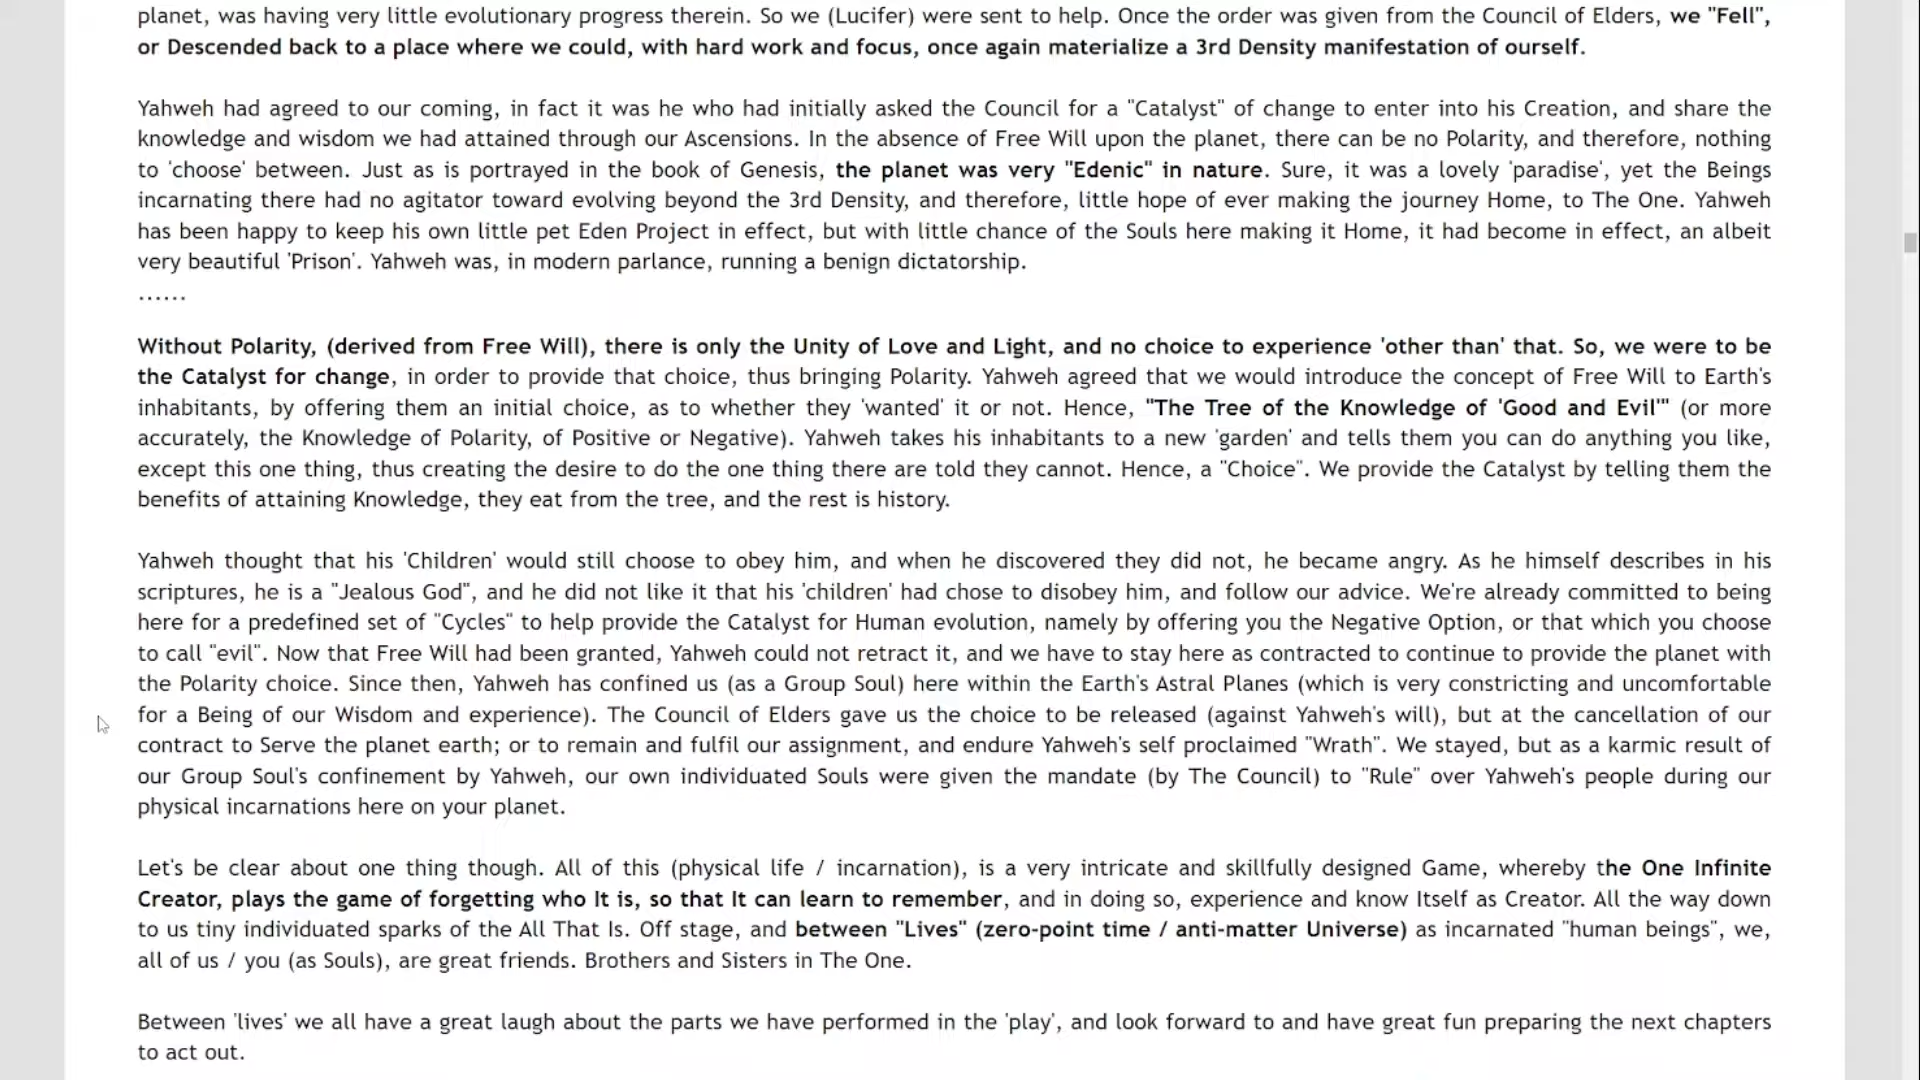 planet, was having very little evolutionary progress therein. So we (Lucifer) were sent to help. Once the order was given from the Council of Elders, we "Fell",
or Descended back to a place where we could, with hard work and focus, once again materialize a 3rd Density manifestation of ourself.
Yahweh had agreed to our coming, in fact it was he who had initially asked the Council for a "Catalyst" of change to enter into his Creation, and share the
knowledge and wisdom we had attained through our Ascensions. In the absence of Free Will upon the planet, there can be no Polarity, and therefore, nothing
to 'choose' between. Just as is portrayed in the book of Genesis, the planet was very "Edenic" in nature. Sure, it was a lovely 'paradise', yet the Beings
incarnating there had no agitator toward evolving beyond the 3rd Density, and therefore, little hope of ever making the journey Home, to The One. Yahweh
has been happy to keep his own little pet Eden Project in effect, but with little chance of the Souls here making it Home, it had become in effect, an albeit
very beautiful 'Prison'. Yahweh was, in modern parlance, running a benign dictatorship.
......
Without Polarity, (derived from Free Will), there is only the Unity of Love and Light, and no choice to experience 'other than' that. So, we were to be
the Catalyst for change, in order to provide that choice, thus bringing Polarity. Yahweh agreed that we would introduce the concept of Free Will to Earth's
inhabitants, by offering them an initial choice, as to whether they 'wanted' it or not. Hence, "The Tree of the Knowledge of 'Good and Evil'" (or more
accurately, the Knowledge of Polarity, of Positive or Negative). Yahweh takes his inhabitants to a new 'garden' and tells them you can do anything you like,
except this one thing, thus creating the desire to do the one thing there are told they cannot. Hence, a "Choice". We provide the Catalyst by telling them the
benefits of attaining Knowledge, they eat from the tree, and the rest is history.
Yahweh thought that his 'Children' would still choose to obey him, and when he discovered they did not, he became angry. As he himself describes in his
scriptures, he is a "Jealous God", and he did not like it that his 'children' had chose to disobey him, and follow our advice. We're already committed to being
here for a predefined set of "Cycles" to help provide the Catalyst for Human evolution, namely by offering you the Negative Option, or that which you choose
to call "evil". Now that Free Will had been granted, Yahweh could not retract it, and we have to stay here as contracted to continue to provide the planet with
the Polarity choice. Since then, Yahweh has confined us (as a Group Soul) here within the Earth's Astral Planes (which is very constricting and uncomfortable
for a Being of our Wisdom and experience). The Council of Elders gave us the choice to be released (against Yahweh's will), but at the cancellation of our
contract to Serve the planet earth; or to remain and fulfil our assignment, and endure Yahweh's self proclaimed "Wrath". We stayed, but as a karmic result of
our Group Soul's confinement by Yahweh, our own individuated Souls were given the mandate (by The Council) to "Rule" over Yahweh's people during our
physical incarnations here on your planet.
Let's be clear about one thing though. All of this (physical life / incarnation), is a very intricate and skillfully designed Game, whereby the One Infinite
Creator, plays the game of forgetting who It is, so that It can learn to remember, and in doing so, experience and know Itself as Creator. All the way down
to us tiny individuated sparks of the All That Is. Off stage, and between "Lives" (zero-point time / anti-matter Universe) as incarnated "human beings", we,
all of us / you (as Souls), are great friends. Brothers and Sisters in The One.
Between 'lives' we all have a great laugh about the parts we have performed in the 'play', and look forward to and have great fun preparing the next chapters
to act out.